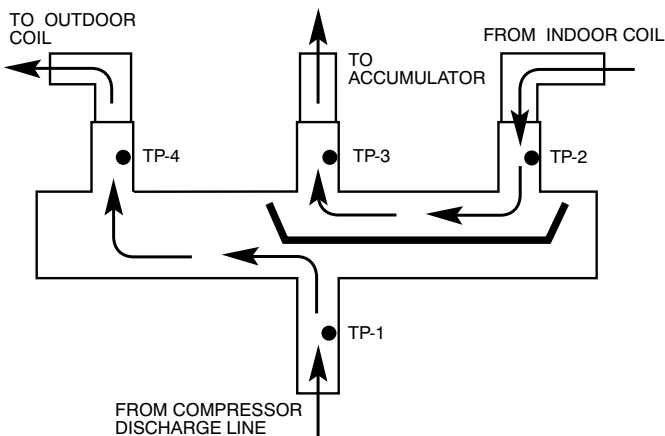 TO OUTDOOR
COIL
TO
ACCUMULATOR
FROM INDOOR COIL
TP-4
TP-3
TP-2
TP-1
FROM COMPRESSOR
DISCHARGE LINE